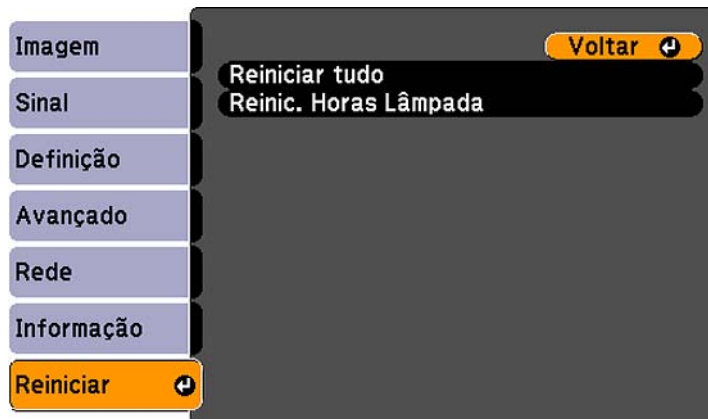 Imagem
Sinal
Definição
Avançado
Rede
Informação
Reiniciar
Voltar
Reiniciar tudo
Reinic. Horas Lâmpada